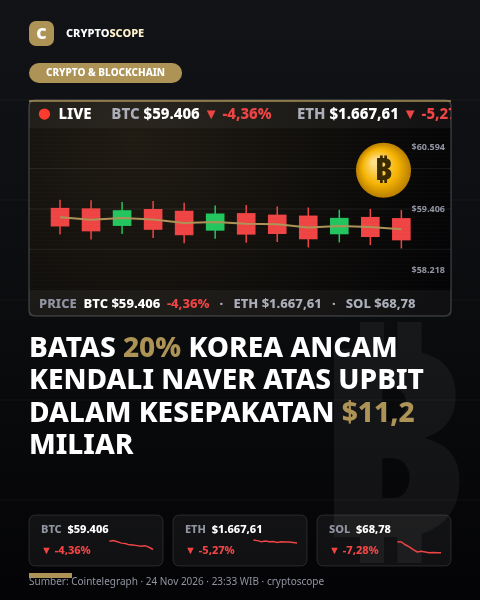 C CRYPTOSCOPE
CRYPTO & BLOCKCHAIN
LIVE BTC $59.406 ▼ -4,36% ETH $1.667,61 ▼ -5,27
$60.594
$59.406
$58.218
PRICE BTC $59.406 -4,36% · ETH $1.667,61 · SOL $68,78
BATAS 20% KOREA ANCAM
KENDALI NAVER ATAS UPBIT
DALAM KESEPAKATAN $11,2
MILIAR
BTC $59.406
▼ -4,36%
ETH $1.667,61
▼ -5,27%
SOL $68,78
▼ -7,28%
Sumber: Cointelegraph · 24 Nov 2026 · 23:33 WIB · cryptoscope